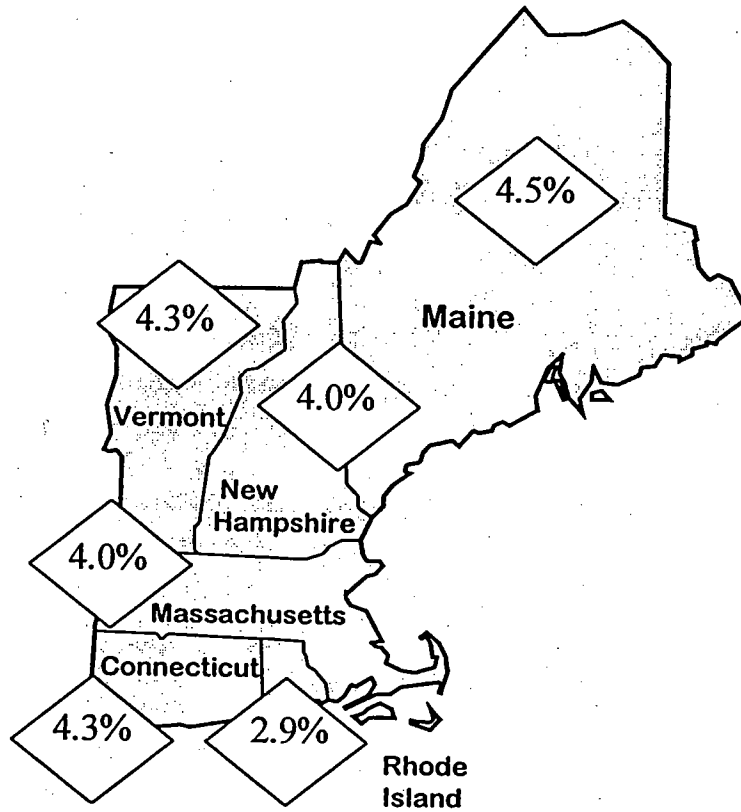 4.5%
Maine
4.3%
Vermont
4.0%
New
Hampshire
4.0%
Massachusetts
Connecticut
4.3%
2.9%
Rhode
Island